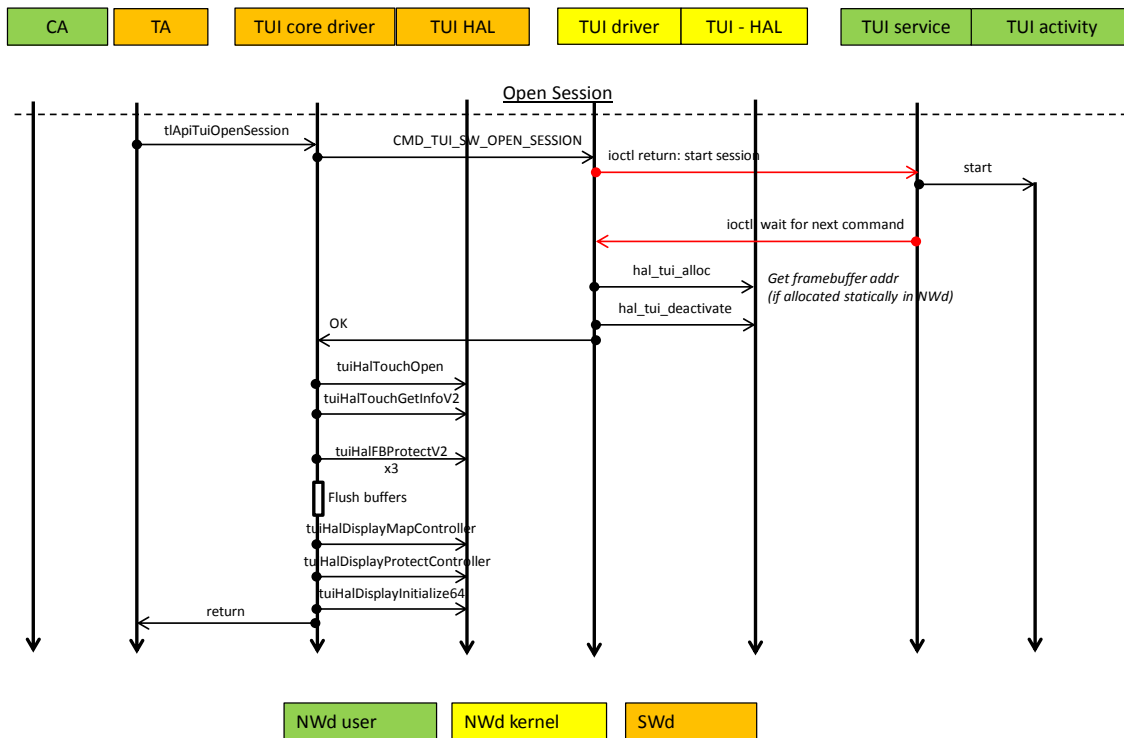 CA
TA
TUI core driver
TUI HAL
TUI driver
TUI - HAL
TUI service
TUI activity
Open Session
tlApiTuiOpenSession
CMD_TUI_SW_OPEN_SESSION
ioctl return: start session
start
ioctl: wait for next command
hal_tui_alloc
Get framebuffer addr
(if allocated statically in NWd)
hal_tui_deactivate
OK
tuiHalTouchOpen
tuiHalTouchGetInfoV2
tuiHalFBProtectV2
x3
Flush buffers
tuiHalDisplayMapController
tuiHalDisplayProtectController
tuiHalDisplayInitialize64
return
NWd user
NWd kernel
SWd